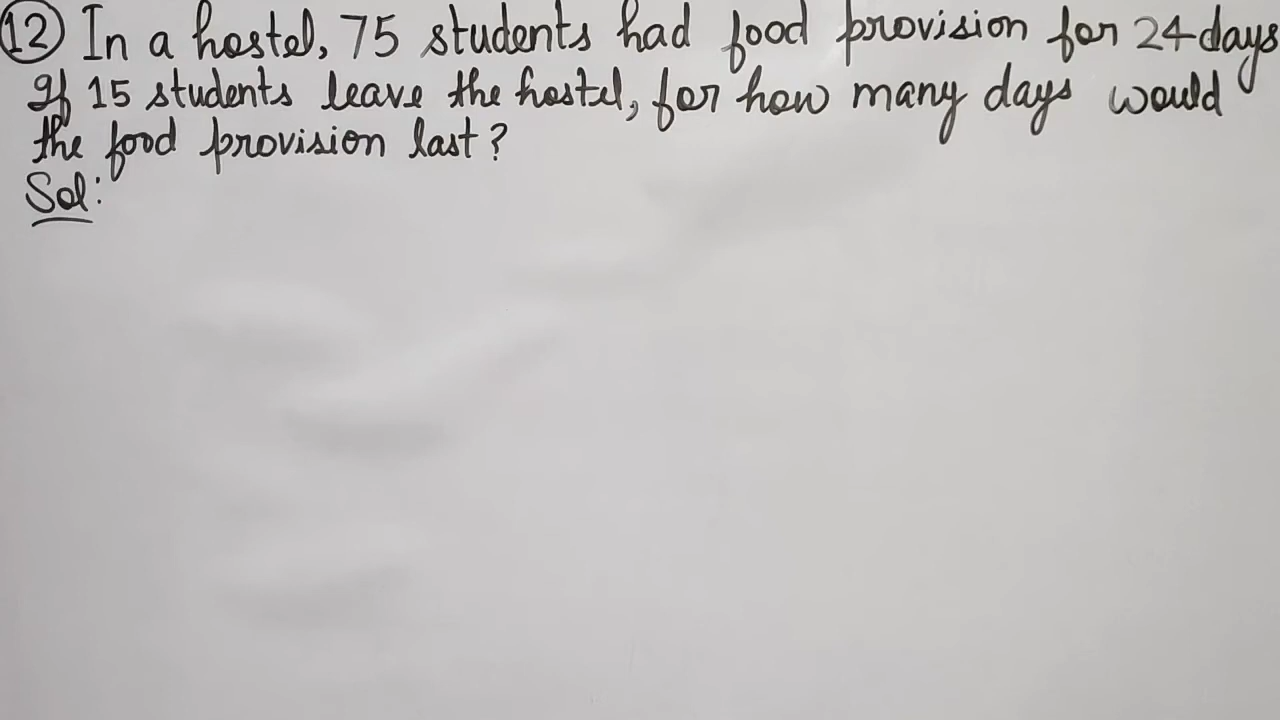 12 In a hostel, 75 students had food provision for 24 days
If 15 students leave the hostel, for how many days would
the food provision last?
Sol: